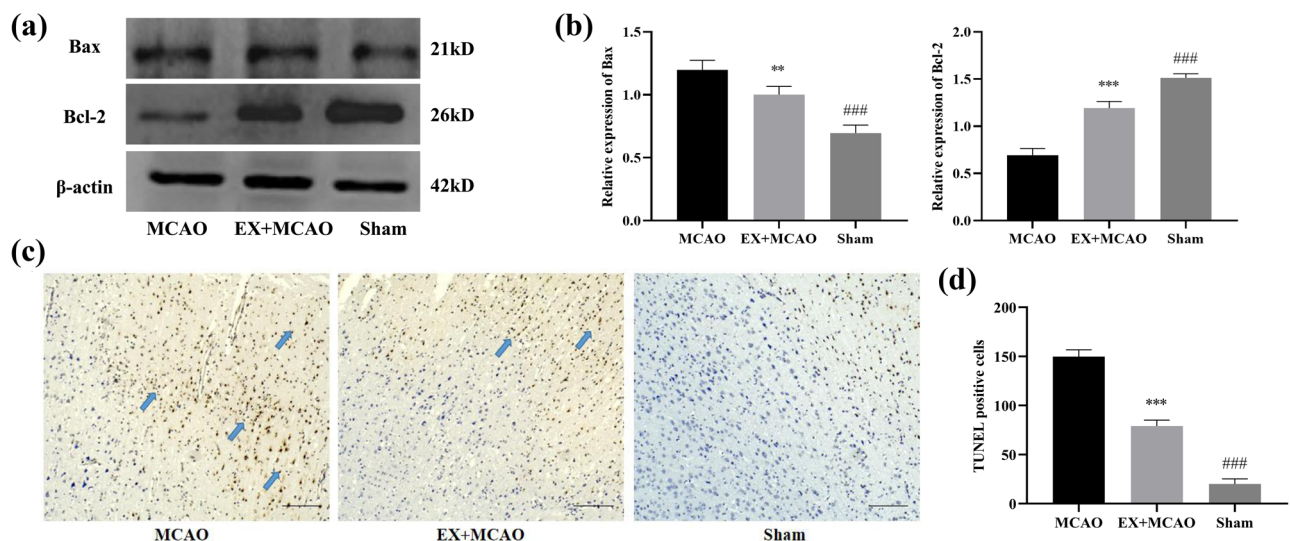 (a)
Bax
21kD
Bcl-2
26kD
β-actin
42kD
MCAO EX+MCAO Sham
(b)
Relative expression of Bax
1.5
1.0
0.5
0.0
**
###
MCAO EX+MCAO Sham
Relative expression of Bcl-2
2.0
1.5
1.0
0.5
0.0
***
###
MCAO EX+MCAO Sham
(c)
MCAO EX+MCAO Sham
(d)
TUNEL positive cells
200
150
100
50
0
***
###
MCAO EX+MCAO Sham